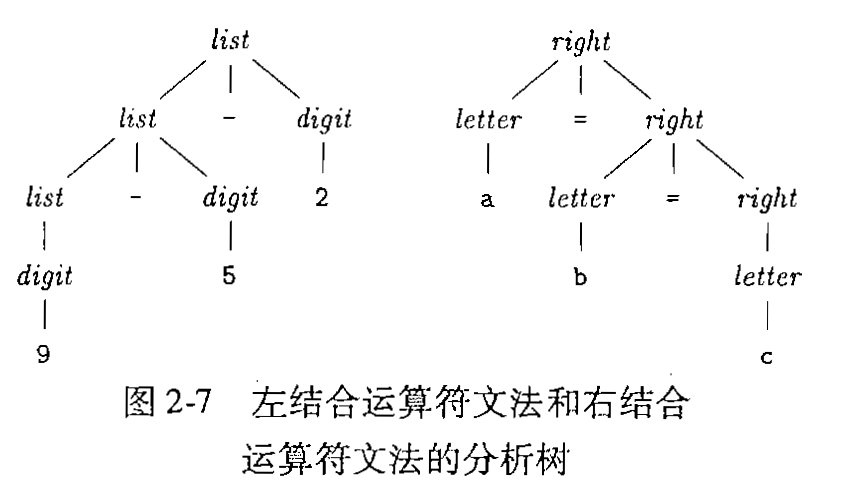 list right
list - digit letter = right
list - digit 2 a letter = right
digit 5 b letter
9 c
图 2-7 左结合运算符文法和右结合
运算符文法的分析树